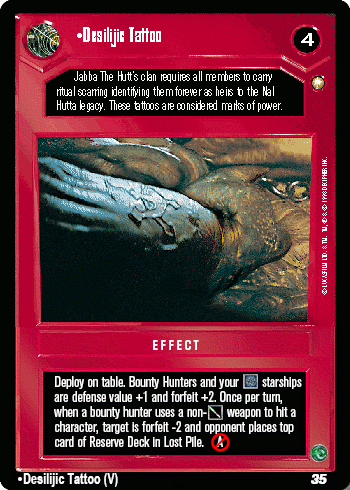 •Desilijic Tattoo
4
Jabba The Hutt's clan requires all members to carry
ritual scarring identifying them forever as heirs to the Nal
Hutta legacy. These tattoos are considered marks of power.
EFFECT
Deploy on table. Bounty Hunters and your starships
are defense value +1 and forfeit +2. Once per turn,
when a bounty hunter uses a non- weapon to hit a
character, target is forfeit -2 and opponent places top
card of Reserve Deck in Lost Pile.
•Desilijic Tattoo (V)
35